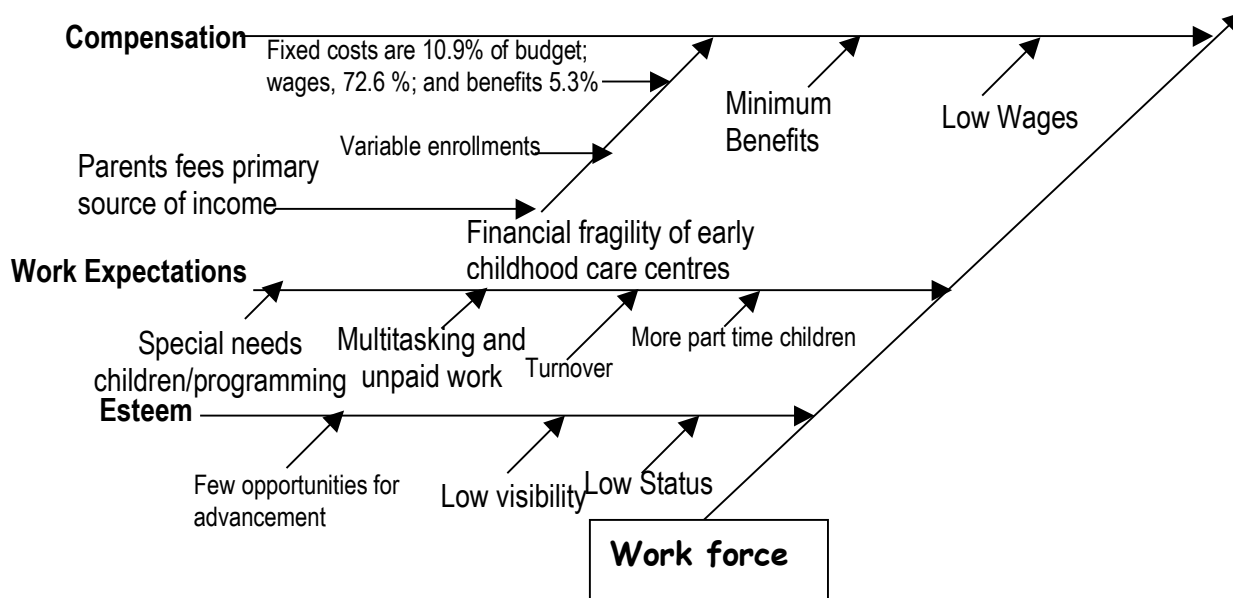 Compensation
Fixed costs are 10.9% of budget;
wages, 72.6 %; and benefits 5.3%
Minimum
Benefits
Low Wages
Variable enrollments
Parents fees primary
source of income
Financial fragility of early
childhood care centres
Work Expectations
Special needs
children/programming
Multitasking and
unpaid work
Turnover
More part time children
Esteem
Few opportunities for
advancement
Low visibility
Low Status
Work force